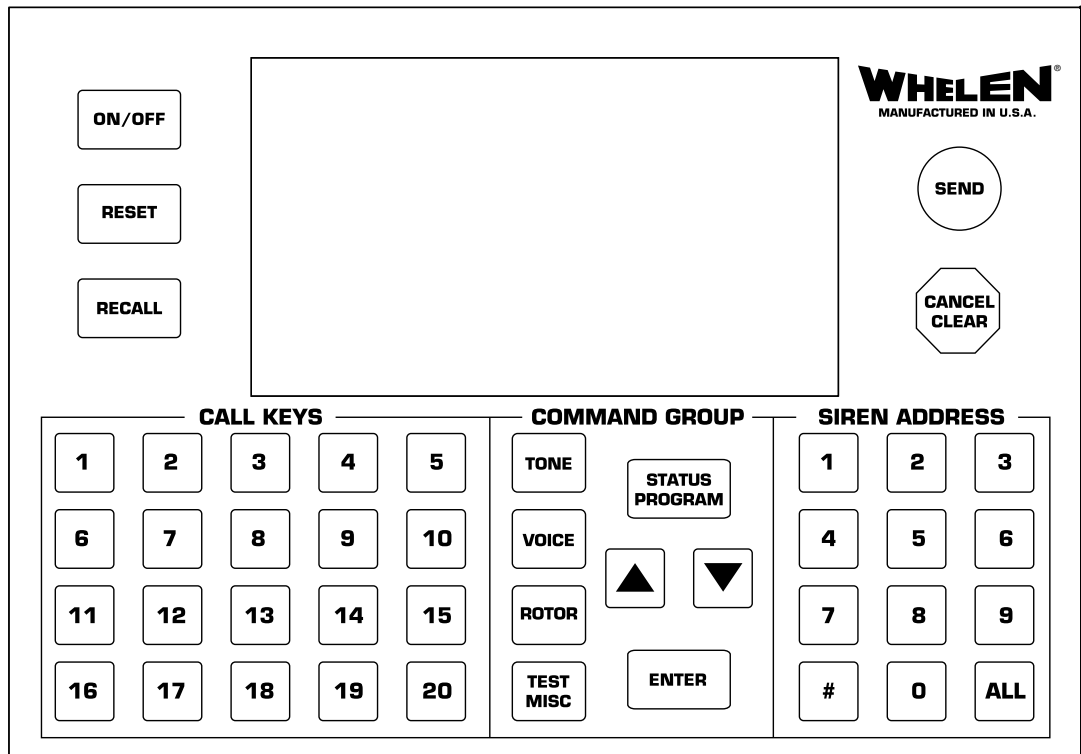 WHELEN®
MANUFACTURED IN U.S.A.
ON/OFF
RESET
RECALL
SEND
CANCEL
CLEAR
CALL KEYS
1 2 3 4 5
6 7 8 9 10
11 12 13 14 15
16 17 18 19 20
COMMAND GROUP
TONE
VOICE
ROTOR
TEST
MISC
STATUS
PROGRAM
ENTER
SIREN ADDRESS
1 2 3
4 5 6
7 8 9
# 0 ALL